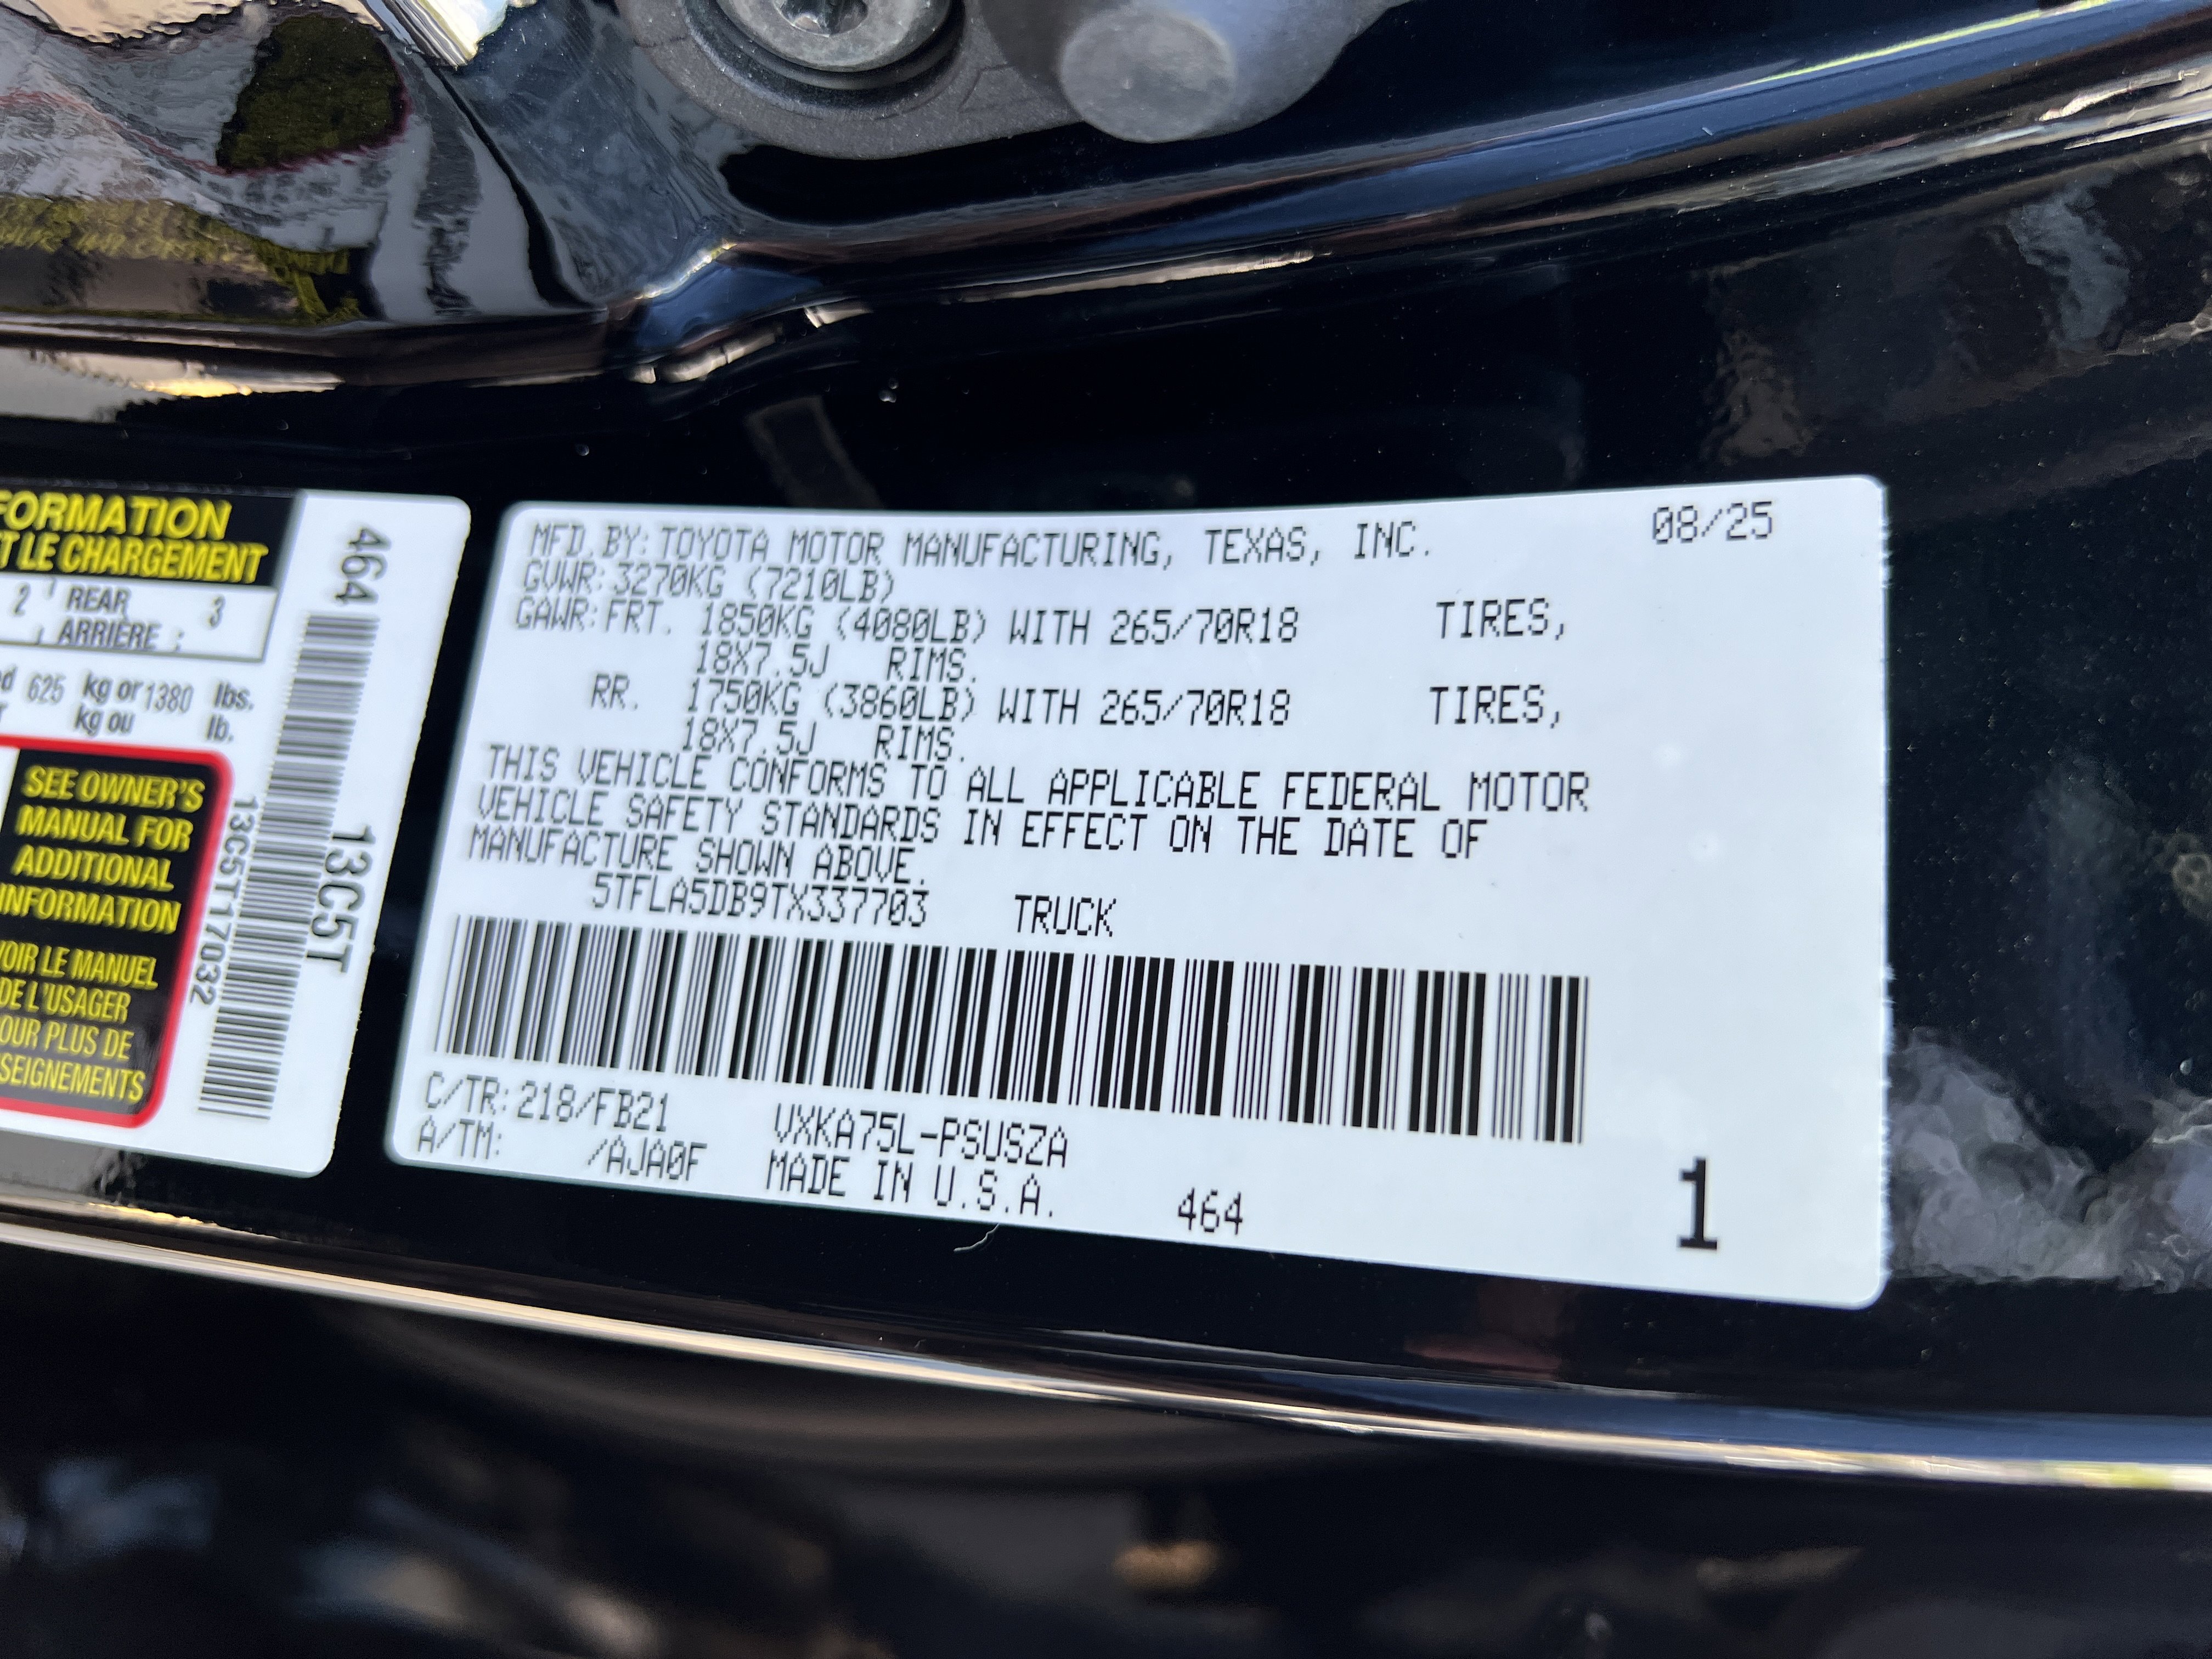 FORMATION
T LE CHARGEMENT
2 REAR 3
ARRIÈRE :
625 kg or 1380 lbs.
kg ou lb.
SEE OWNER'S
MANUAL FOR
ADDITIONAL
INFORMATION
VOIR LE MANUEL
DE L'USAGER
OUR PLUS DE
SEIGNEMENTS
464
13C5T
13C5T17032
MFD.BY:TOYOTA MOTOR MANUFACTURING, TEXAS, INC. 08/25
GVWR:3270KG (7210LB)
GAWR:FRT. 1850KG (4080LB) WITH 265/70R18 TIRES,
18X7.5J RIMS.
RR. 1750KG (3860LB) WITH 265/70R18 TIRES,
18X7.5J RIMS.
THIS VEHICLE CONFORMS TO ALL APPLICABLE FEDERAL MOTOR
VEHICLE SAFETY STANDARDS IN EFFECT ON THE DATE OF
MANUFACTURE SHOWN ABOVE.
5TFLA5DB9TX337703 TRUCK
C/TR:218/FB21 VXKA75L-PSUSZA
A/TM: /AJA0F MADE IN U.S.A. 464 1